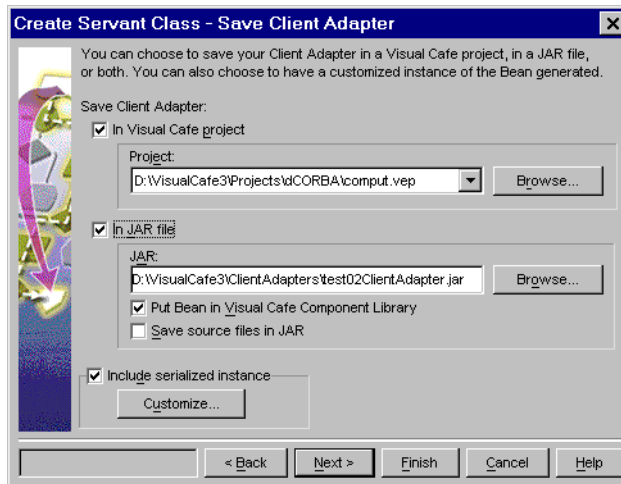 Create Servant Class - Save Client Adapter
You can choose to save your Client Adapter in a Visual Cafe project, in a JAR file,
or both. You can also choose to have a customized instance of the Bean generated.
Save Client Adapter:
In Visual Cafe project
Project:
D:\VisualCafe3\Projects\dCORBA\comput.vep
Browse...
In JAR file
JAR:
D:\VisualCafe3\ClientAdapters\test02ClientAdapter.jar
Browse...
Put Bean in Visual Cafe Component Library
Save source files in JAR
Include serialized instance
Customize...
< Back Next > Finish Cancel Help